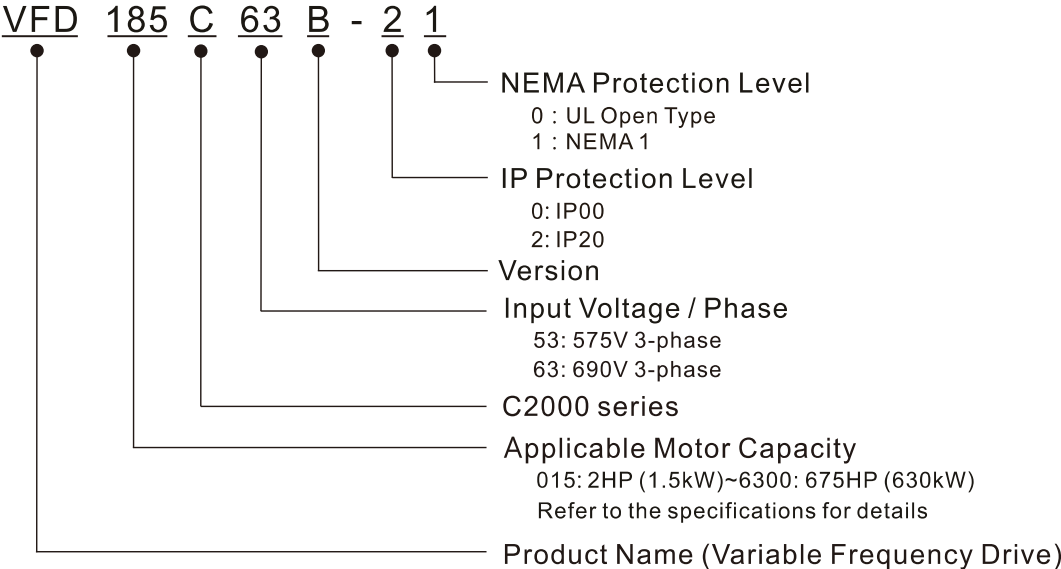 VFD 185 C 63 B - 2 1
NEMA Protection Level
0 : UL Open Type
1 : NEMA 1
IP Protection Level
0: IP00
2: IP20
Version
Input Voltage / Phase
53: 575V 3-phase
63: 690V 3-phase
C2000 series
Applicable Motor Capacity
015: 2HP (1.5kW)~6300: 675HP (630kW)
Refer to the specifications for details
Product Name (Variable Frequency Drive)